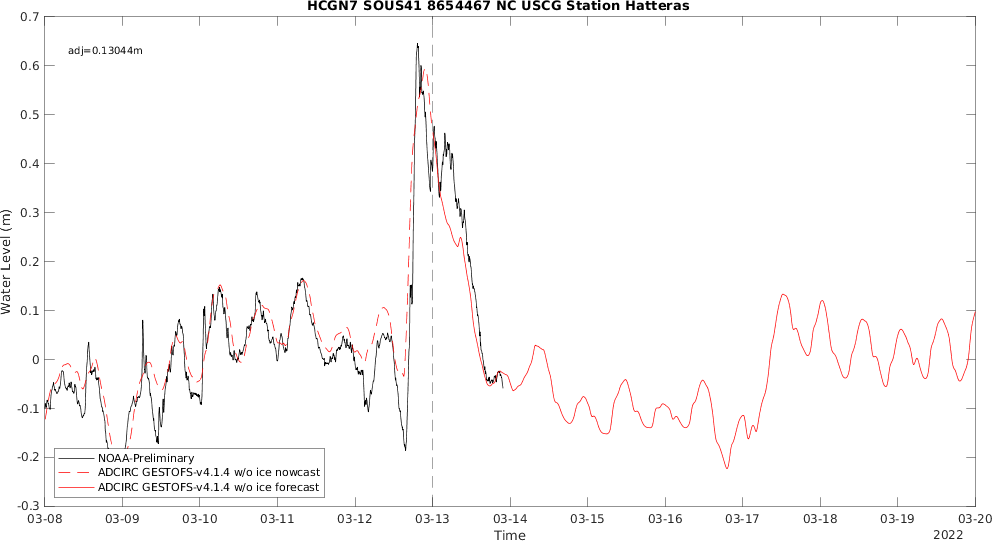 HCGN7 SOUS41 8654467 NC USCG Station Hatteras
adj=0.13044m
0.7
0.6
0.5
0.4
0.3
0.2
0.1
0
-0.1
-0.2
-0.3
Water Level (m)
NOAA-Preliminary
ADCIRC GESTOFS-v4.1.4 w/o ice nowcast
ADCIRC GESTOFS-v4.1.4 w/o ice forecast
03-08 03-09 03-10 03-11 03-12 03-13 03-14 03-15 03-16 03-17 03-18 03-19 03-20
Time
2022